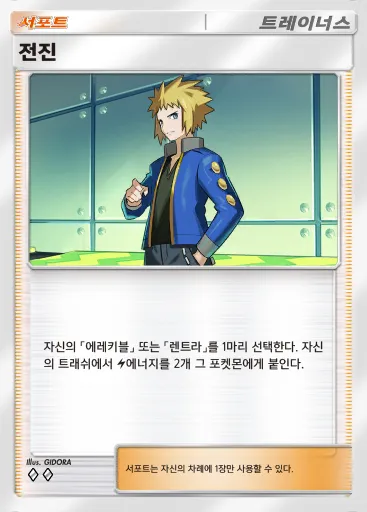 서포트
트레이너스
전진
자신의 「에레키블」 또는 「렌트라」를 1마리 선택한다. 자신
의 트래쉬에서 에너지를 2개 그 포켓몬에게 붙인다.
Illus. GIDORA
서포트는 자신의 차례에 1장만 사용할 수 있다.